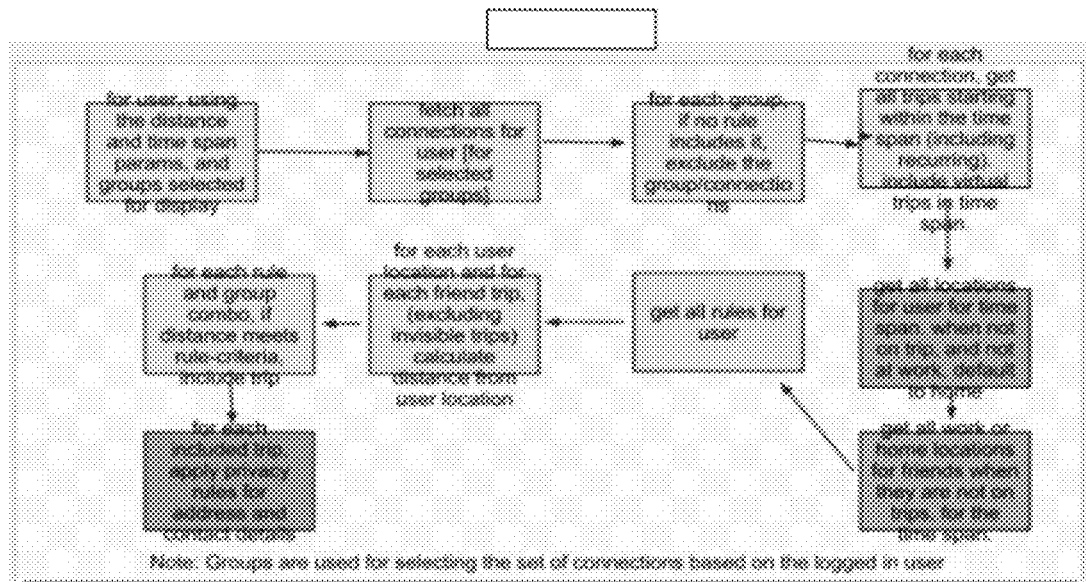 for user, using
the distance
and time span
params, and
groups selected
for display
fetch all
connections for
user [for
selected
groups]
for each group,
if no rule
includes it,
exclude the
group/connectio
ns
for each
connection, get
all trips starting
within the time
span (including
recurring).
include virtual
trips in time
span.
get all locations
for user for time
span, when not
on trip, and not
at work, default
to home
get all work or
home locations
for friends when
they are not on
trips, for the
time span.
get all rules for
user
for each user
location and for
each friend trip,
(excluding
invisible trips)
calculate
distance from
user location
for each rule
and group
combo, if
distance meets
rule-criteria,
include trip
for each
included trip
apply privacy
rules for
address and
contact details
Note: Groups are used for selecting the set of connections based on the logged in user